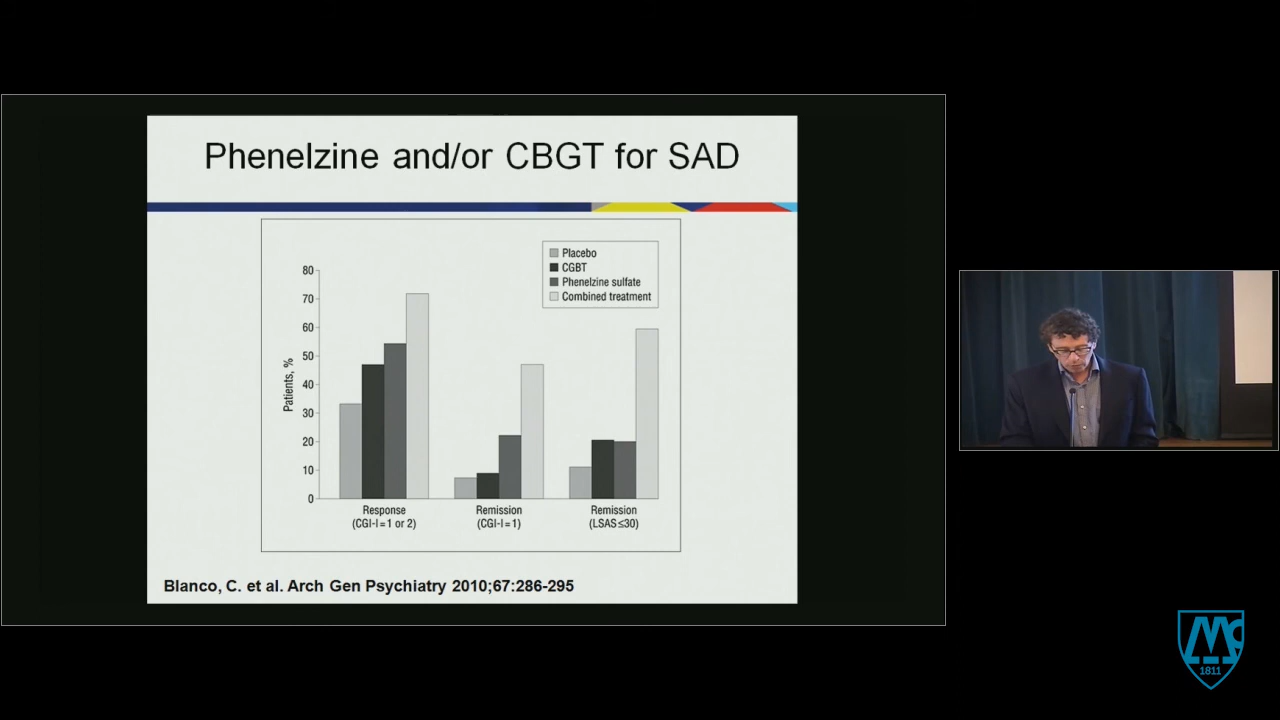 Phenelzine and/or CBGT for SAD
Placebo
CGBT
Phenelzine sulfate
Combined treatment
80
70
60
50
40
30
20
10
0
Patients, %
Response
(CGI-I = 1 or 2)
Remission
(CGI-I = 1)
Remission
(LSAS ≤30)
Blanco, C. et al. Arch Gen Psychiatry 2010;67:286-295
Mc
1811